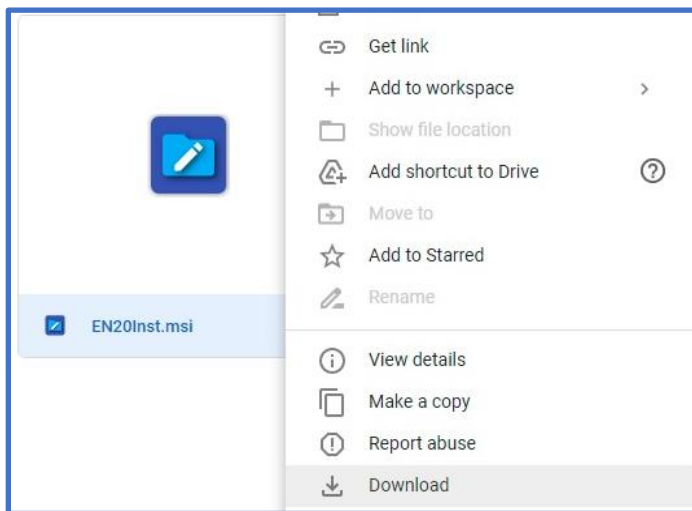 Get link
Add to workspace
Show file location
Add shortcut to Drive
Move to
Add to Starred
Rename
EN20Inst.msi
View details
Make a copy
Report abuse
Download